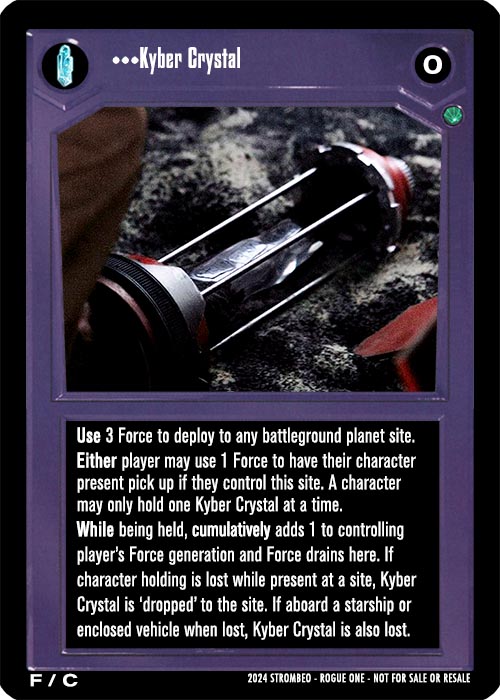 •••Kyber Crystal
0
Use 3 Force to deploy to any battleground planet site.
Either player may use 1 Force to have their character
present pick up if they control this site. A character
may only hold one Kyber Crystal at a time.
While being held, cumulatively adds 1 to controlling
player's Force generation and Force drains here. If
character holding is lost while present at a site, Kyber
Crystal is 'dropped' to the site. If aboard a starship or
enclosed vehicle when lost, Kyber Crystal is also lost.
F / C
2024 STROMBEO - ROGUE ONE - NOT FOR SALE OR RESALE